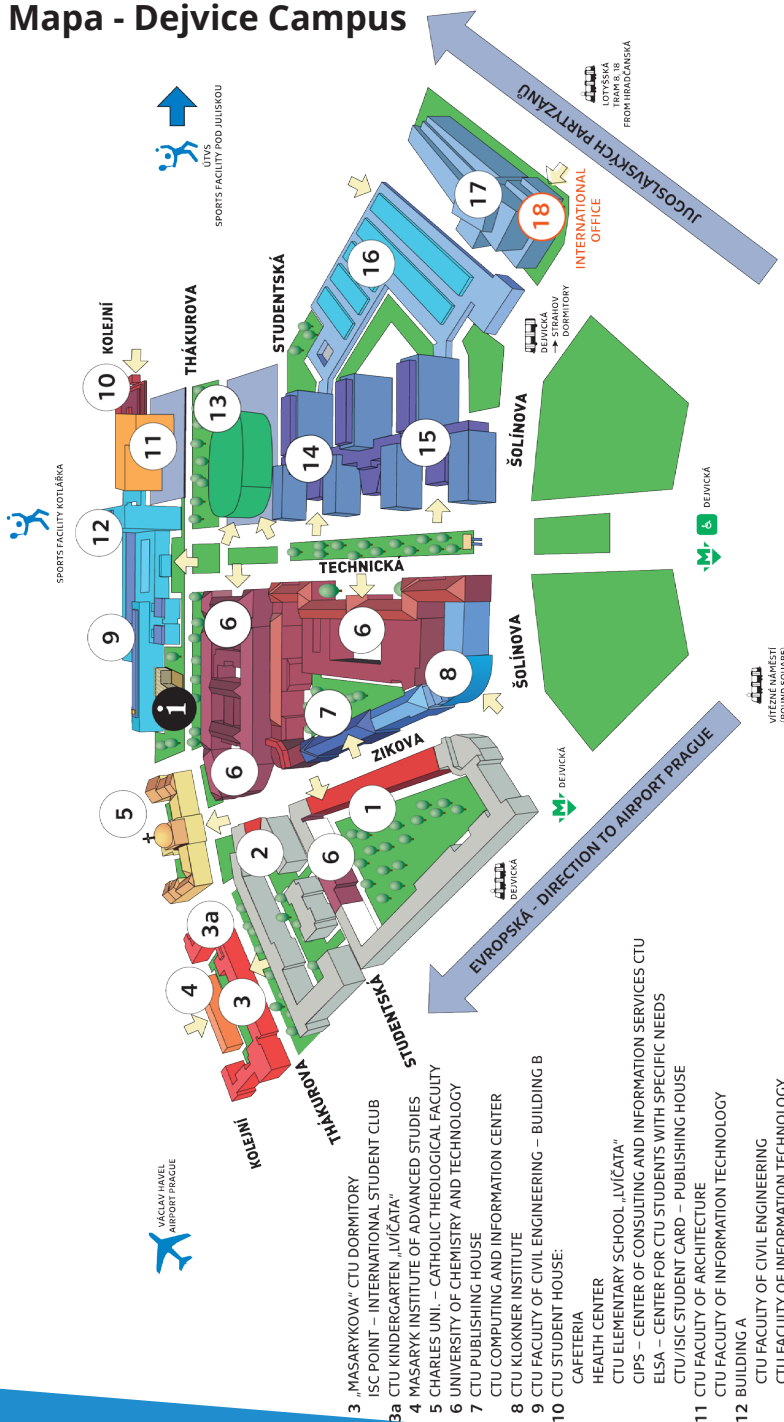 Mapa - Dejvice Campus
ÚTVS
SPORTS FACILITY POD JULISKOU
LOTYŠSKÁ
TRAM 8, 18
FROM HRADČANSKÁ
JUGOSLÁVSKÝCH PARTYZÁNŮ
17
18
INTERNATIONAL
OFFICE
16
STUDENTSKÁ
THÁKUROVA
KOLEJNÍ
10
11
13
12
14
15
DEJVICKÁ
→ STRAHOV
DORMITORY
ŠOLÍNOVA
SPORTS FACILITY KOTLÁŘKA
TECHNICKÁ
M
DEJVICKÁ
9
6
6
i
7
8
ŠOLÍNOVA
6
ZIKOVA
VÍTĚZNÉ NÁMĚSTÍ
(ROUND SQUARE)
5
1
2
6
M
DEJVICKÁ
DEJVICKÁ
EVROPSKÁ - DIRECTION TO AIRPORT PRAGUE
3a
4
3
STUDENTSKÁ
THÁKUROVA
KOLEJNÍ
VÁCLAV HAVEL
AIRPORT PRAGUE
3 „MASARYKOVA“ CTU DORMITORY
ISC POINT – INTERNATIONAL STUDENT CLUB
3a CTU KINDERGARTEN „LVÍČATA“
4 MASARYK INSTITUTE OF ADVANCED STUDIES
5 CHARLES UNI. – CATHOLIC THEOLOGICAL FACULTY
6 UNIVERSITY OF CHEMISTRY AND TECHNOLOGY
7 CTU PUBLISHING HOUSE
CTU COMPUTING AND INFORMATION CENTER
8 CTU KLOKNER INSTITUTE
9 CTU FACULTY OF CIVIL ENGINEERING – BUILDING B
10 CTU STUDENT HOUSE:
CAFETERIA
HEALTH CENTER
CTU ELEMENTARY SCHOOL „LVÍČATA“
CIPS – CENTER OF CONSULTING AND INFORMATION SERVICES CTU
ELSA – CENTER FOR CTU STUDENTS WITH SPECIFIC NEEDS
CTU/ISIC STUDENT CARD – PUBLISHING HOUSE
11 CTU FACULTY OF ARCHITECTURE
CTU FACULTY OF INFORMATION TECHNOLOGY
12 BUILDING A
CTU FACULTY OF CIVIL ENGINEERING
CTU FACULTY OF INFORMATION TECHNOLOGY